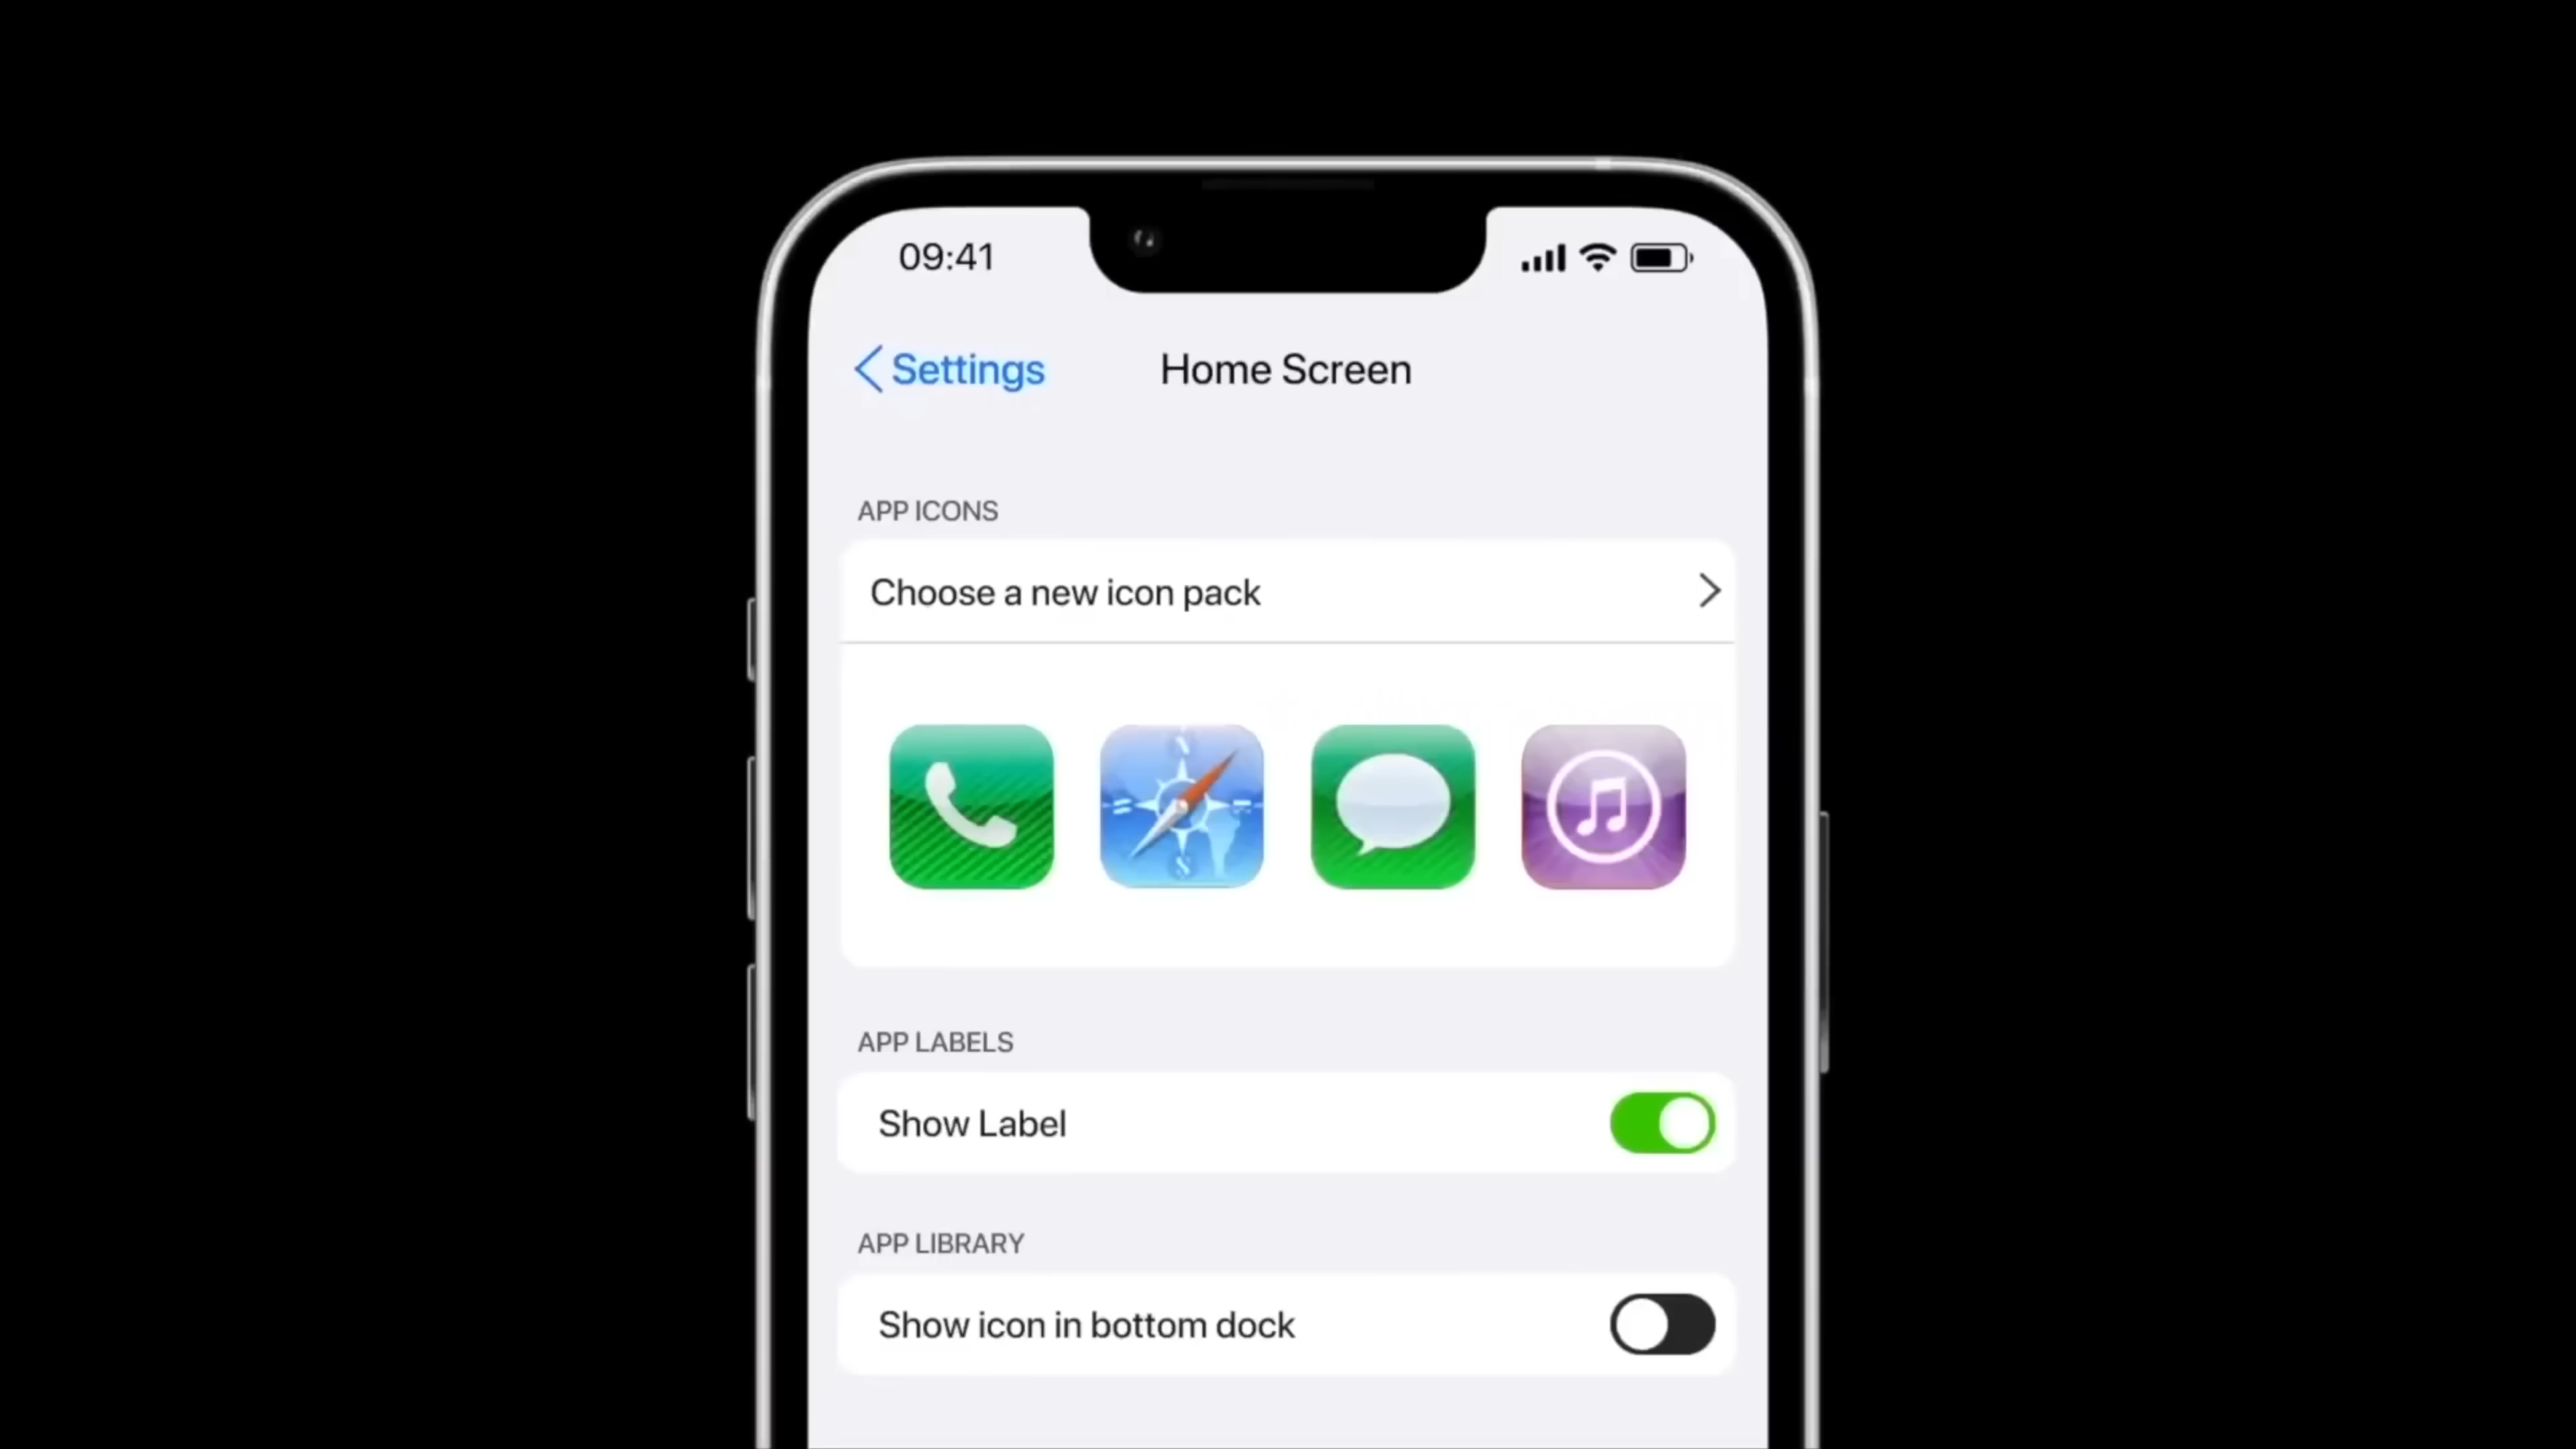 09:41
Settings
Home Screen
APP ICONS
Choose a new icon pack
APP LABELS
Show Label
APP LIBRARY
Show icon in bottom dock